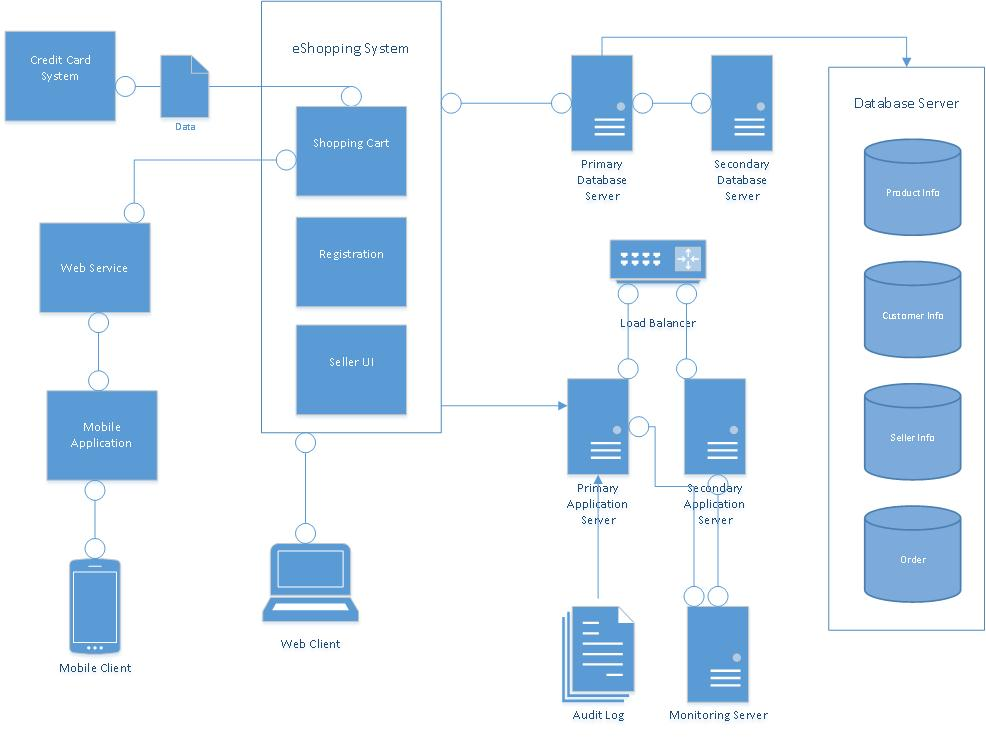 eShopping System
Credit Card
System
Data
Shopping Cart
Registration
Seller UI
Web Service
Mobile
Application
Mobile Client
Web Client
Primary
Database
Server
Secondary
Database
Server
Load Balancer
Primary
Application
Server
Secondary
Application
Server
Audit Log
Monitoring Server
Database Server
Product Info
Customer Info
Seller Info
Order